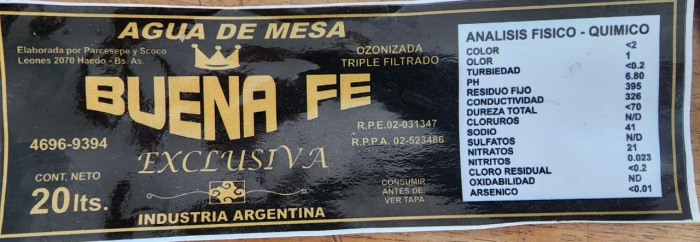 AGUA DE MESA
Elaborada por Parcesepe y Scoco
Leones 2070 Haedo - Bs. As.
OZONIZADA
TRIPLE FILTRADO
BUENA FE
4696-9394
R.P.E.02-031347
R.P.P.A. 02-523486
EXCLUSIVA
CONT. NETO
20 lts.
CONSUMIR
ANTES DE:
VER TAPA
INDUSTRIA ARGENTINA
ANALISIS FISICO - QUIMICO
COLOR <2
OLOR 1
TURBIEDAD <0.2
PH 6.80
RESIDUO FIJO 395
CONDUCTIVIDAD 326
DUREZA TOTAL <70
CLORUROS N/D
SODIO 41
SULFATOS N/D
NITRATOS 21
NITRITOS 0.023
CLORO RESIDUAL <0.2
OXIDABILIDAD ND
ARSENICO <0.01